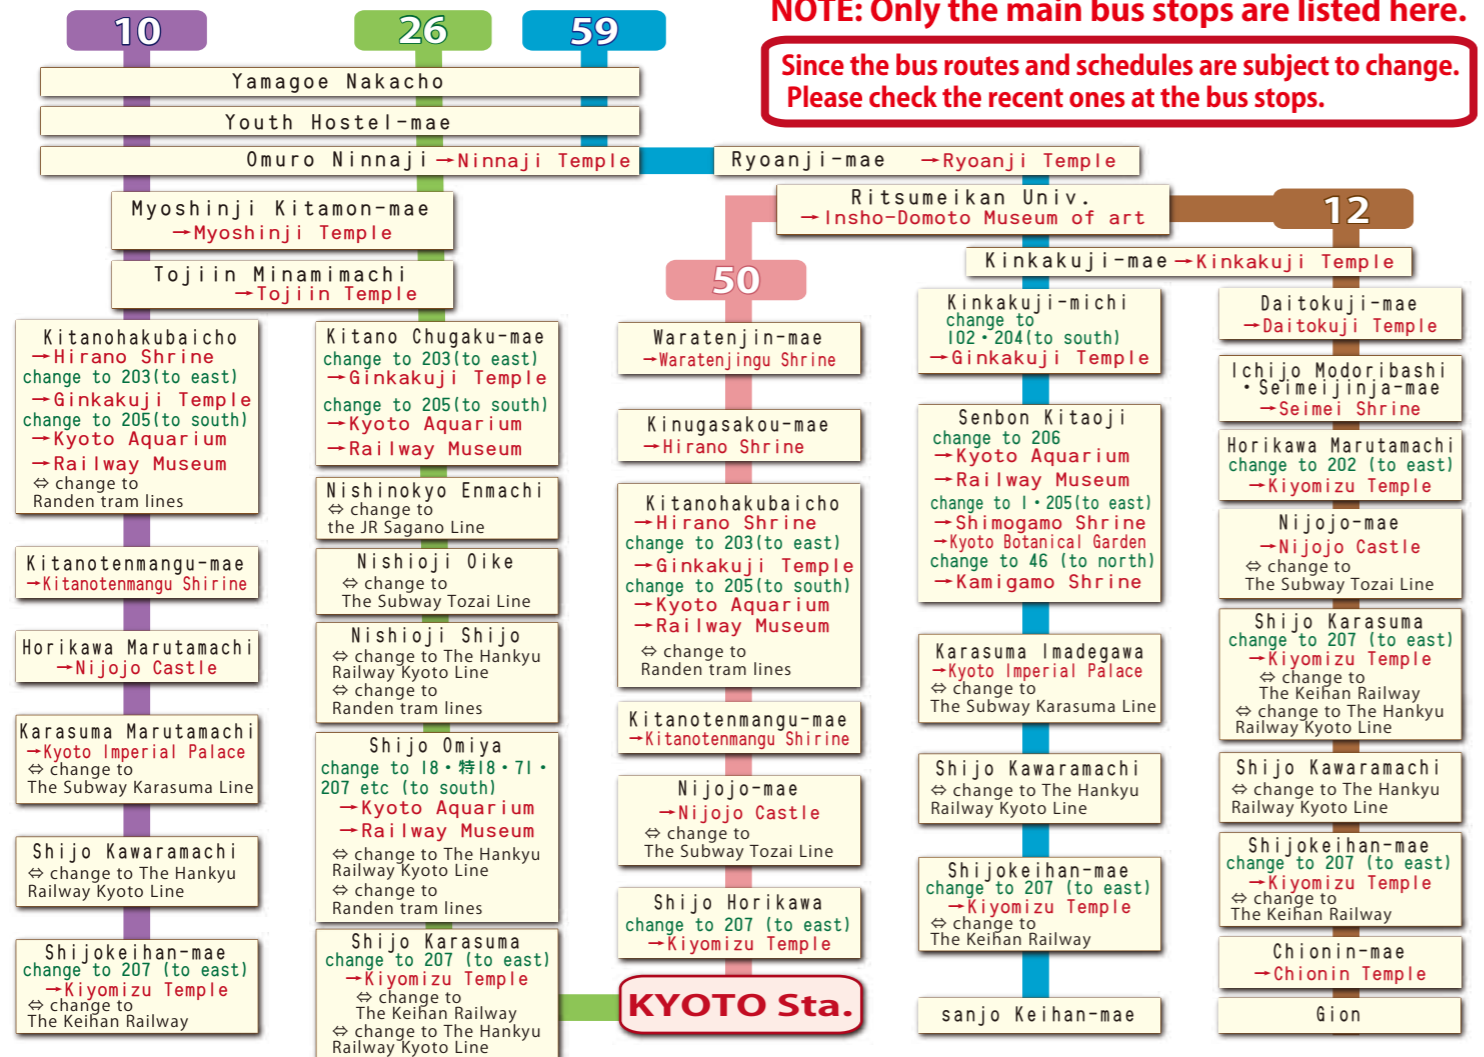 NOTE: Only the main bus stops are listed here.
Since the bus routes and schedules are subject to change.
Please check the recent ones at the bus stops.
10
26
59
Yamagoe Nakacho
Youth Hostel-mae
Omuro Ninnaji→Ninnaji Temple
Ryoanji-mae →Ryoanji Temple
Ritsumeikan Univ.
→Insho-Domoto Museum of art
12
50
Kinkakuji-mae→Kinkakuji Temple
Myoshinji Kitamon-mae
→Myoshinji Temple
Tojiin Minamimachi
→Tojiin Temple
Kitanohakubaicho
→Hirano Shrine
change to 203(to east)
→Ginkakuji Temple
change to 205(to south)
→Kyoto Aquarium
→Railway Museum
⇔ change to
Randen tram lines
Kitanotenmangu-mae
→Kitanotenmangu Shirine
Horikawa Marutamachi
→Nijojo Castle
Karasuma Marutamachi
→Kyoto Imperial Palace
⇔ change to
The Subway Karasuma Line
Shijo Kawaramachi
⇔ change to The Hankyu
Railway Kyoto Line
Shijokeihan-mae
change to 207 (to east)
→Kiyomizu Temple
⇔ change to
The Keihan Railway
Kitano Chugaku-mae
change to 203(to east)
→Ginkakuji Temple
change to 205(to south)
→Kyoto Aquarium
→Railway Museum
Nishinokyo Enmachi
⇔ change to
the JR Sagano Line
Nishioji Oike
⇔ change to
The Subway Tozai Line
Nishioji Shijo
⇔ change to The Hankyu
Railway Kyoto Line
⇔ change to
Randen tram lines
Shijo Omiya
change to 18・特18・71・
207 etc (to south)
→Kyoto Aquarium
→Railway Museum
⇔ change to The Hankyu
Railway Kyoto Line
⇔ change to
Randen tram lines
Shijo Karasuma
change to 207 (to east)
→Kiyomizu Temple
⇔ change to
The Keihan Railway
⇔ change to The Hankyu
Railway Kyoto Line
Waratenjin-mae
→Waratenjingu Shrine
Kinugasakou-mae
→Hirano Shrine
Kitanohakubaicho
→Hirano Shrine
change to 203(to east)
→Ginkakuji Temple
change to 205(to south)
→Kyoto Aquarium
→Railway Museum
⇔ change to
Randen tram lines
Kitanotenmangu-mae
→Kitanotenmangu Shirine
Nijojo-mae
→Nijojo Castle
⇔ change to
The Subway Tozai Line
Shijo Horikawa
change to 207 (to east)
→Kiyomizu Temple
KYOTO Sta.
Kinkakuji-michi
change to
102・204(to south)
→Ginkakuji Temple
Senbon Kitaoji
change to 206
→Kyoto Aquarium
→Railway Museum
change to 1・205(to east)
→Shimogamo Shrine
→Kyoto Botanical Garden
change to 46 (to north)
→Kamigamo Shrine
Karasuma Imadegawa
→Kyoto Imperial Palace
⇔ change to
The Subway Karasuma Line
Shijo Kawaramachi
⇔ change to The Hankyu
Railway Kyoto Line
Shijokeihan-mae
change to 207 (to east)
→Kiyomizu Temple
⇔ change to
The Keihan Railway
sanjo Keihan-mae
Daitokuji-mae
→Daitokuji Temple
Ichijo Modoribashi
・Seimeijinja-mae
→Seimei Shrine
Horikawa Marutamachi
change to 202 (to east)
→Kiyomizu Temple
Nijojo-mae
→Nijojo Castle
⇔ change to
The Subway Tozai Line
Shijo Karasuma
change to 207 (to east)
→Kiyomizu Temple
⇔ change to
The Keihan Railway
⇔ change to The Hankyu
Railway Kyoto Line
Shijo Kawaramachi
⇔ change to The Hankyu
Railway Kyoto Line
Shijokeihan-mae
change to 207 (to east)
→Kiyomizu Temple
⇔ change to
The Keihan Railway
Chionin-mae
→Chionin Temple
Gion